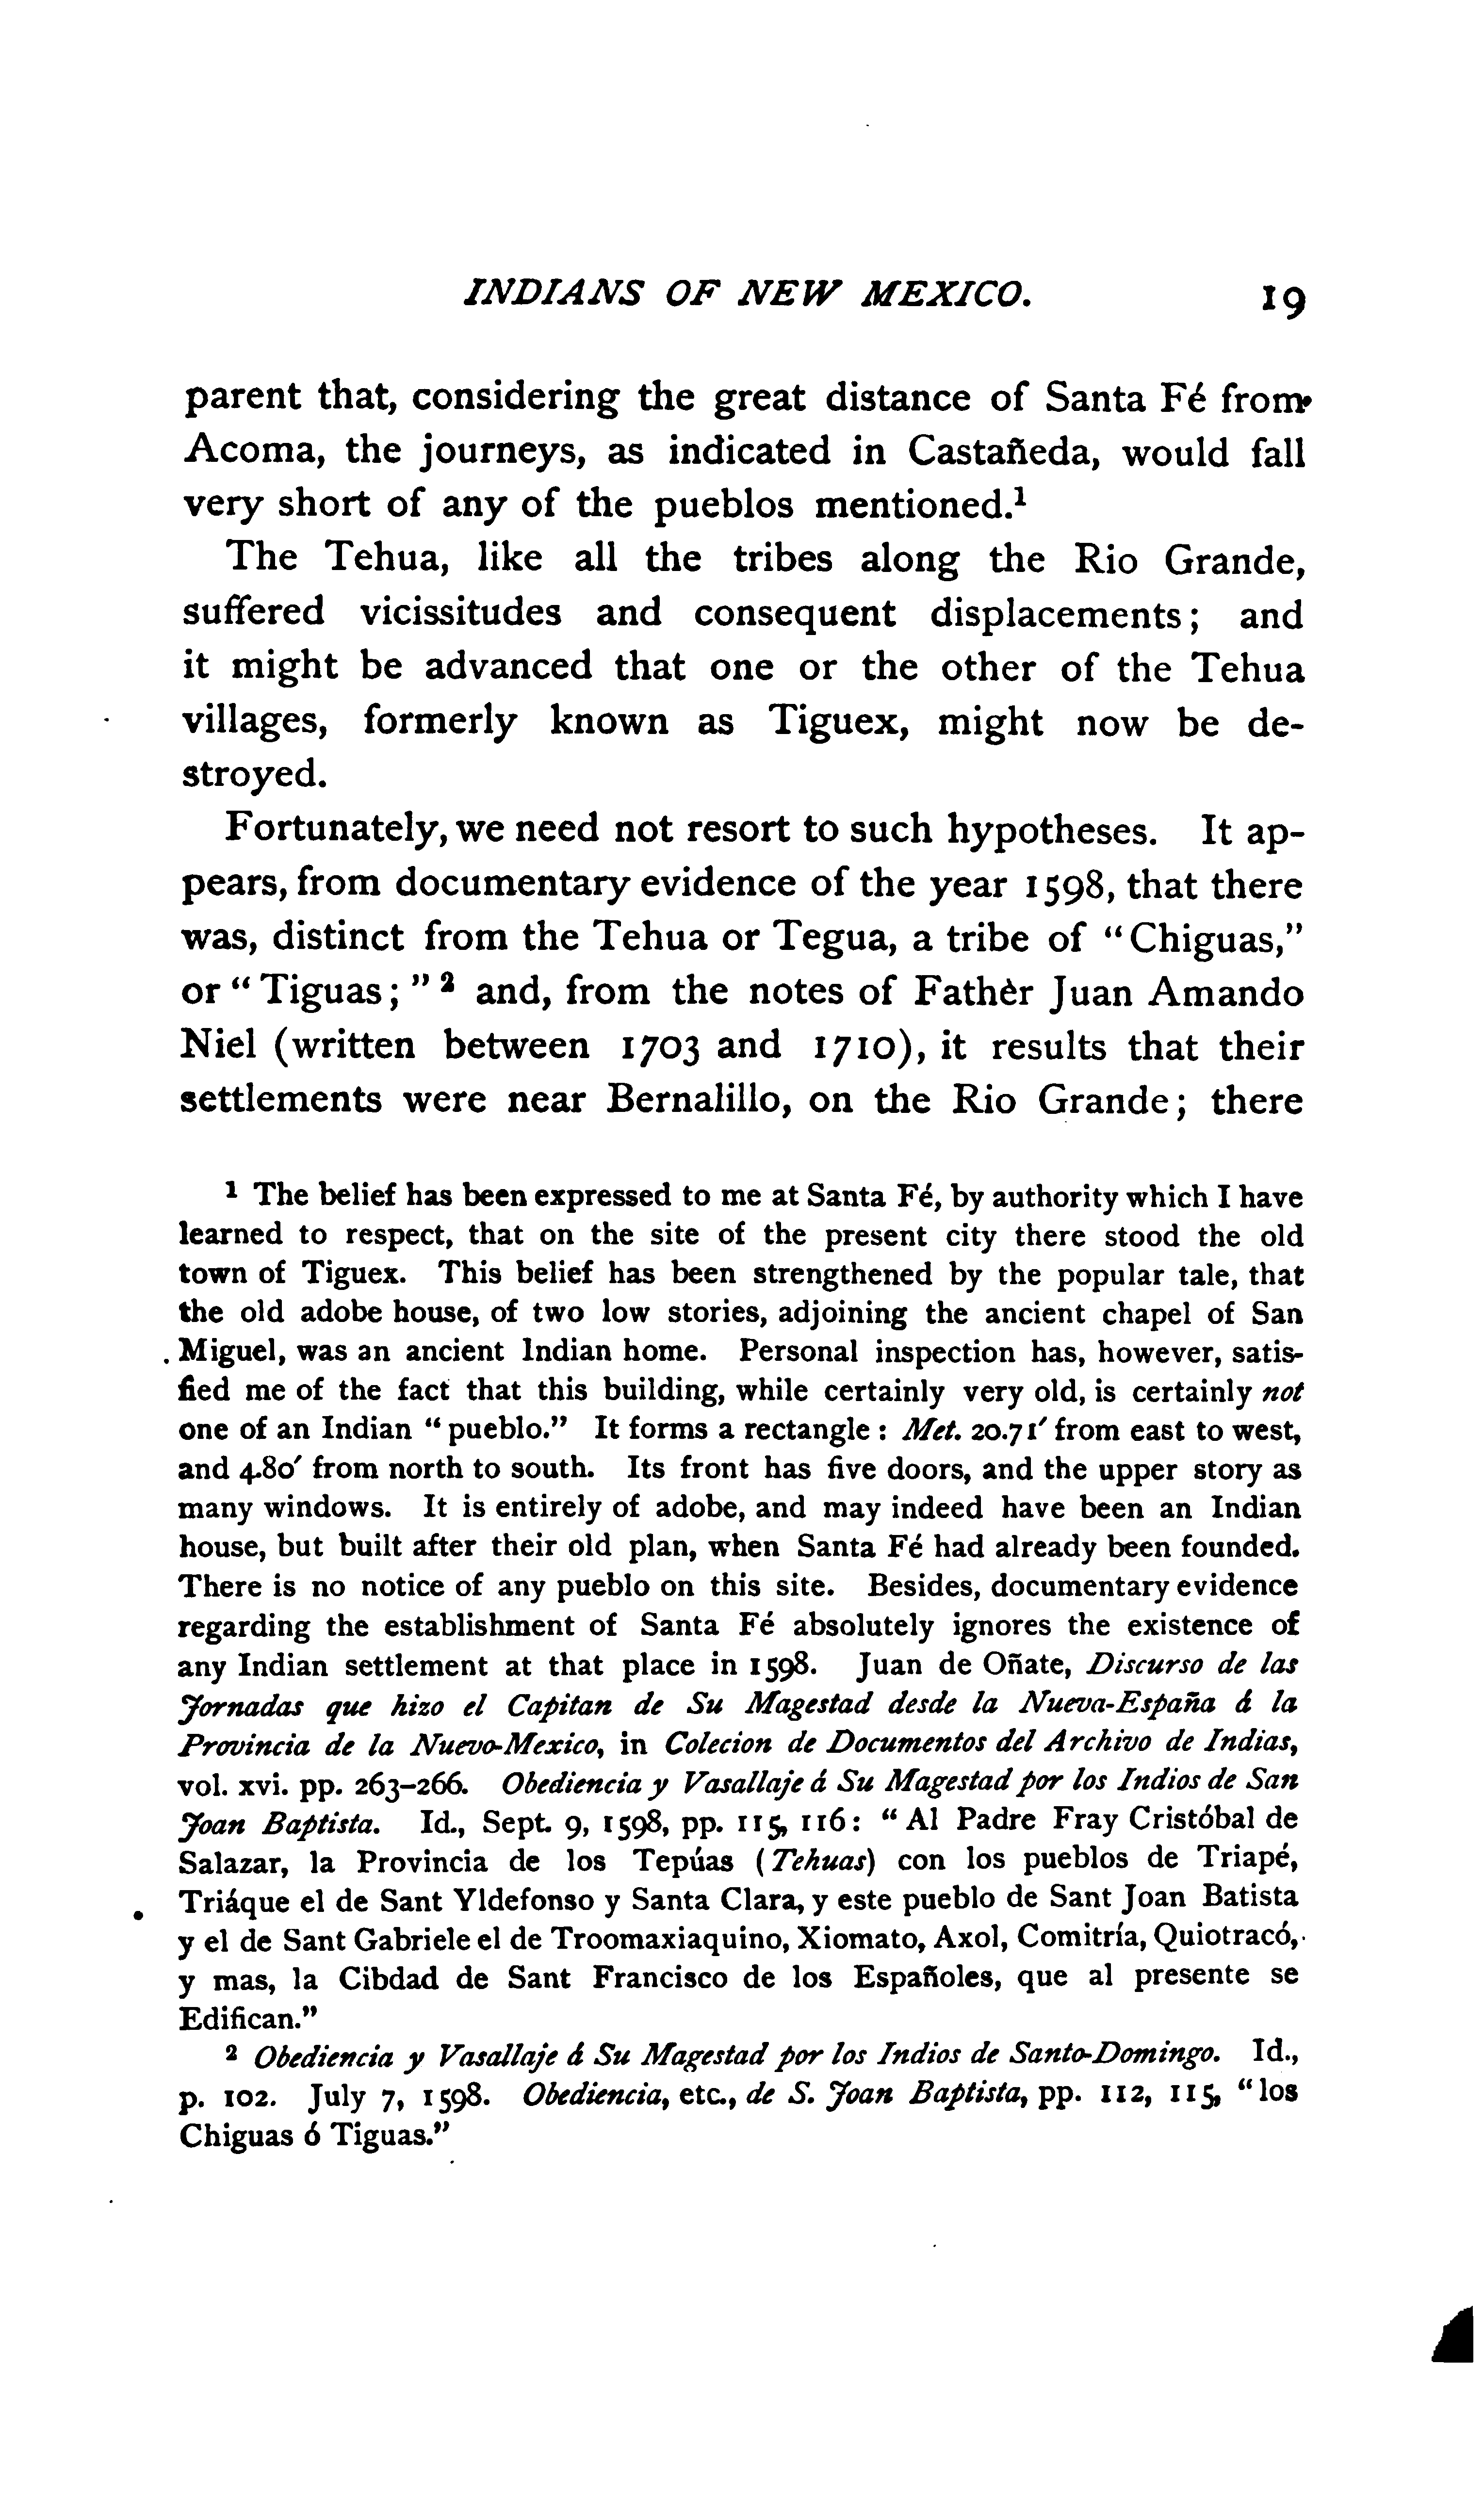 INDIANS OF NEW MEXICO. 19
parent that, considering the great distance of Santa Fé from
Acoma, the journeys, as indicated in Castañeda, would fall
very short of any of the pueblos mentioned.¹
The Tehua, like all the tribes along the Rio Grande,
suffered vicissitudes and consequent displacements; and
it might be advanced that one or the other of the Tehua
villages, formerly known as Tiguex, might now be de-
stroyed.
Fortunately, we need not resort to such hypotheses. It ap-
pears, from documentary evidence of the year 1598, that there
was, distinct from the Tehua or Tegua, a tribe of "Chiguas,"
or "Tiguas;"² and, from the notes of Father Juan Amando
Niel (written between 1703 and 1710), it results that their
settlements were near Bernalillo, on the Rio Grande; there
¹ The belief has been expressed to me at Santa Fé, by authority which I have
learned to respect, that on the site of the present city there stood the old
town of Tiguex. This belief has been strengthened by the popular tale, that
the old adobe house, of two low stories, adjoining the ancient chapel of San
Miguel, was an ancient Indian home. Personal inspection has, however, satis-
fied me of the fact that this building, while certainly very old, is certainly not
one of an Indian "pueblo." It forms a rectangle: Met. 20.71′ from east to west,
and 4.80′ from north to south. Its front has five doors, and the upper story as
many windows. It is entirely of adobe, and may indeed have been an Indian
house, but built after their old plan, when Santa Fé had already been founded.
There is no notice of any pueblo on this site. Besides, documentary evidence
regarding the establishment of Santa Fé absolutely ignores the existence of
any Indian settlement at that place in 1598. Juan de Oñate, Discurso de las
Jornadas que hizo el Capitan de Su Magestad desde la Nueva-España á la
Provincia de la Nuevo-Mexico, in Colecion de Documentos del Archivo de Indias,
vol. xvi. pp. 263–266. Obediencia y Vasallaje á Su Magestad por los Indios de San
Joan Baptista. Id., Sept. 9, 1598, pp. 115, 116: "Al Padre Fray Cristóbal de
Salazar, la Provincia de los Tepúas (Tehuas) con los pueblos de Triapé,
Triáque el de Sant Yldefonso y Santa Clara, y este pueblo de Sant Joan Batista
y el de Sant Gabriele el de Troomaxiaquino, Xiomato, Axol, Comitría, Quiotracó,
y mas, la Cibdad de Sant Francisco de los Españoles, que al presente se
Edifican."
² Obediencia y Vasallaje á Su Magestad por los Indios de Santo-Domingo. Id.,
p. 102. July 7, 1598. Obediencia, etc., de S. Joan Baptista, pp. 112, 115, "los
Chiguas ó Tiguas."